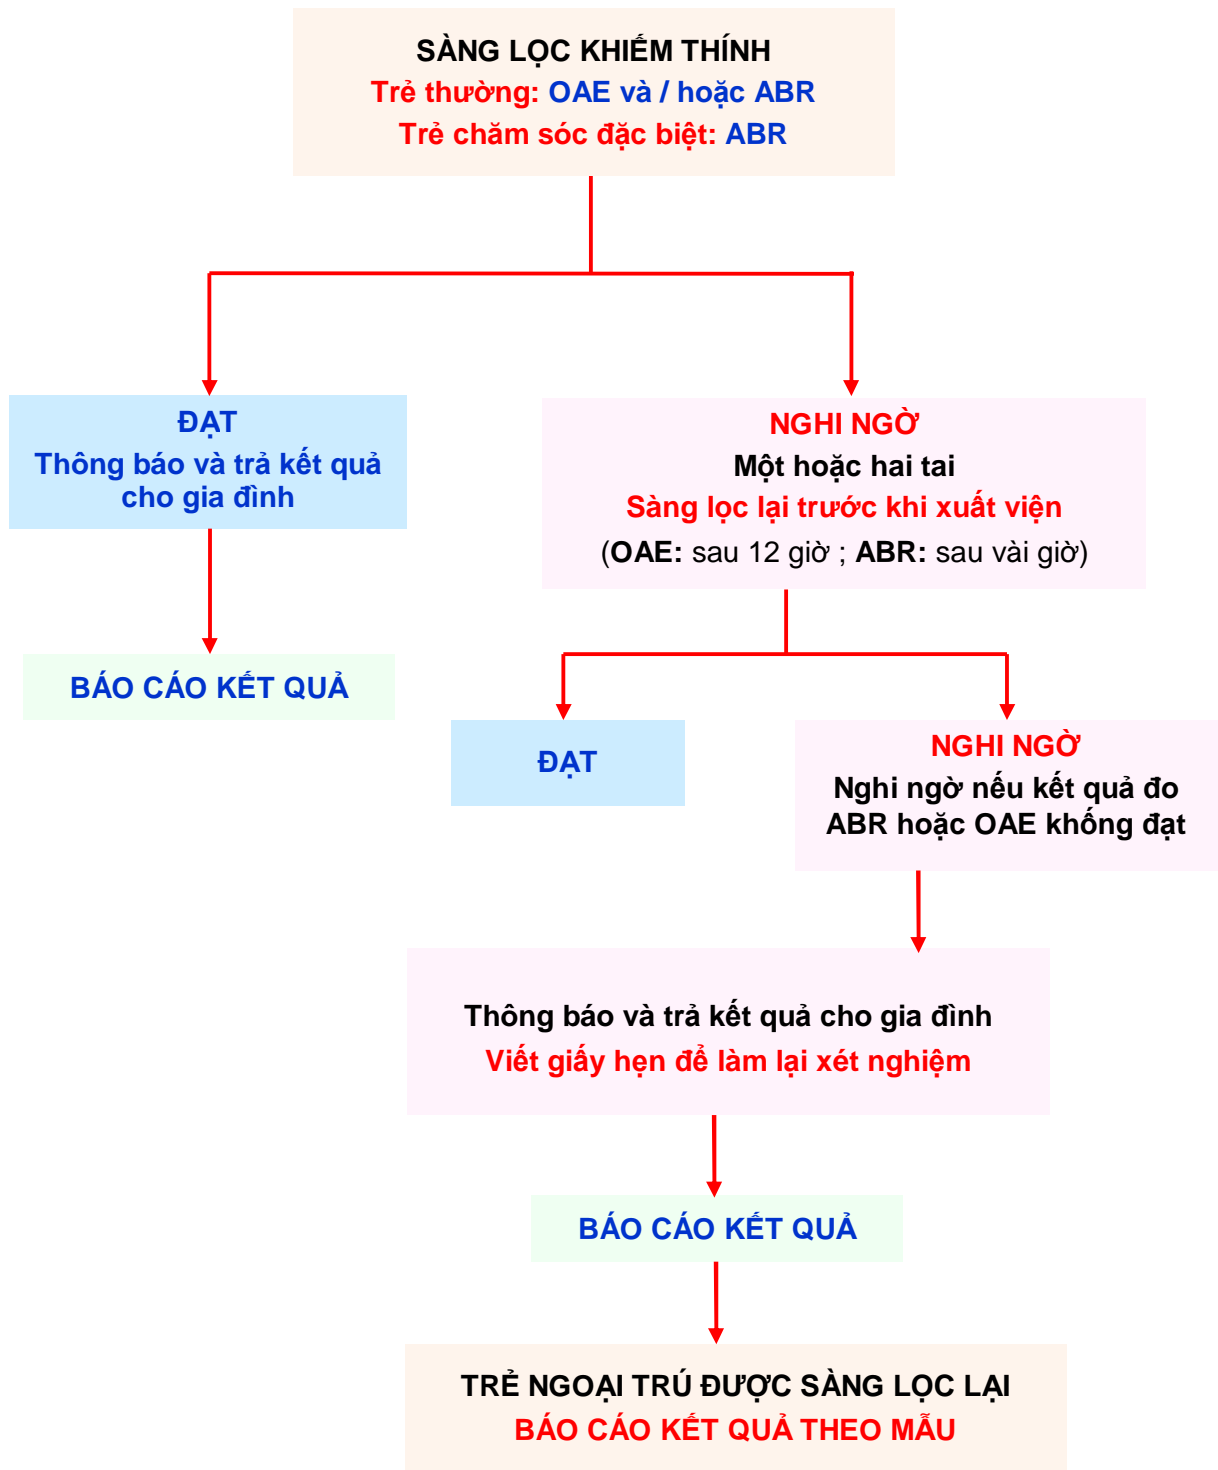 SÀNG LỌC KHIẾM THÍNH
Trẻ thường: OAE và / hoặc ABR
Trẻ chăm sóc đặc biệt: ABR
ĐẠT
Thông báo và trả kết quả
cho gia đình
NGHI NGỜ
Một hoặc hai tai
Sàng lọc lại trước khi xuất viện
(OAE: sau 12 giờ ; ABR: sau vài giờ)
BÁO CÁO KẾT QUẢ
ĐẠT
NGHI NGỜ
Nghi ngờ nếu kết quả đo
ABR hoặc OAE khống đạt
Thông báo và trả kết quả cho gia đình
Viết giấy hẹn để làm lại xét nghiệm
BÁO CÁO KẾT QUẢ
TRẺ NGOẠI TRÚ ĐƯỢC SÀNG LỌC LẠI
BÁO CÁO KẾT QUẢ THEO MẪU